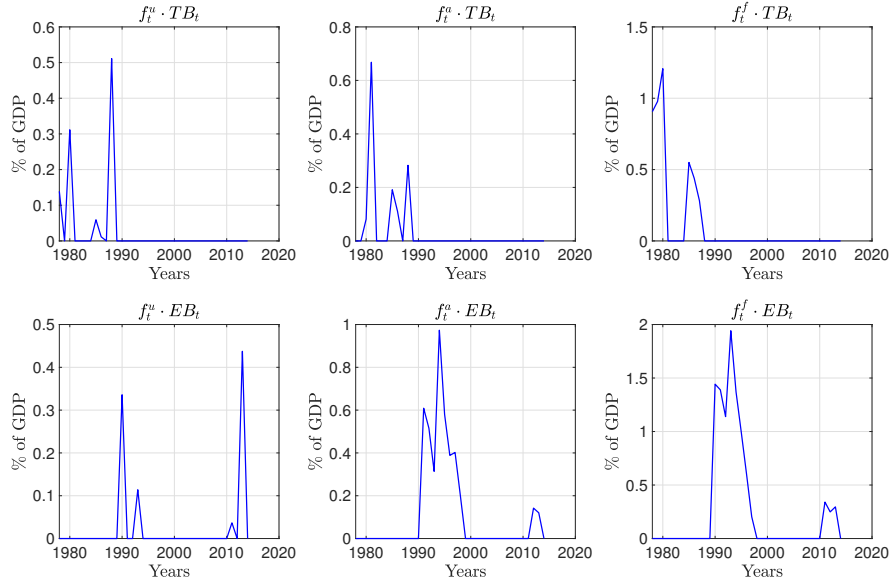 $f_t^u \cdot TB_t$
0.6
0.5
0.4
0.3
0.2
0.1
0
% of GDP
1980 1990 2000 2010 2020
Years
$f_t^a \cdot TB_t$
0.8
0.6
0.4
0.2
0
% of GDP
1980 1990 2000 2010 2020
Years
$f_t^f \cdot TB_t$
1.5
1
0.5
0
% of GDP
1980 1990 2000 2010 2020
Years
$f_t^u \cdot EB_t$
0.5
0.4
0.3
0.2
0.1
0
% of GDP
1980 1990 2000 2010 2020
Years
$f_t^a \cdot EB_t$
1
0.8
0.6
0.4
0.2
0
% of GDP
1980 1990 2000 2010 2020
Years
$f_t^f \cdot EB_t$
2
1.5
1
0.5
0
% of GDP
1980 1990 2000 2010 2020
Years